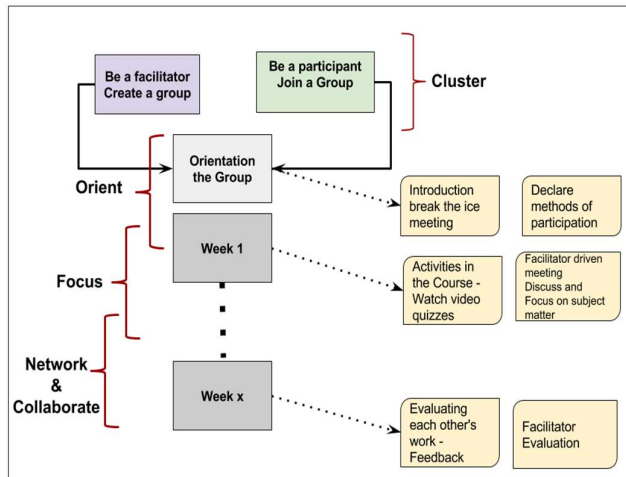 Be a facilitator
Create a group
Be a participant
Join a Group
Cluster
Orientation
the Group
Orient
Introduction
break the ice
meeting
Declare
methods of
participation
Week 1
Focus
Activities in
the Course -
Watch video
quizzes
Facilitator driven
meeting
Discuss and
Focus on subject
matter
Network
&
Collaborate
Week x
Evaluating
each other's
work -
Feedback
Facilitator
Evaluation